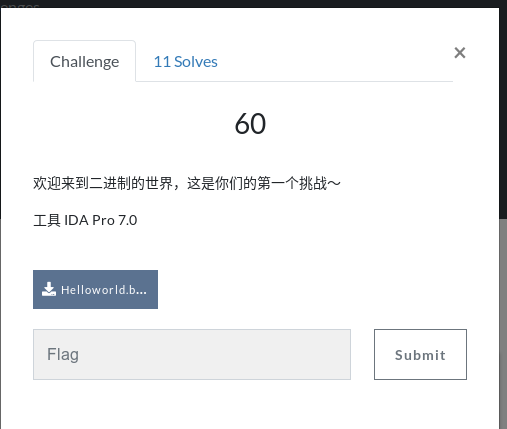 Challenge
11 Solves
×
60
欢迎来到二进制的世界，这是你们的第一个挑战～
工具 IDA Pro 7.0
Helloworld.b...
Flag
Submit